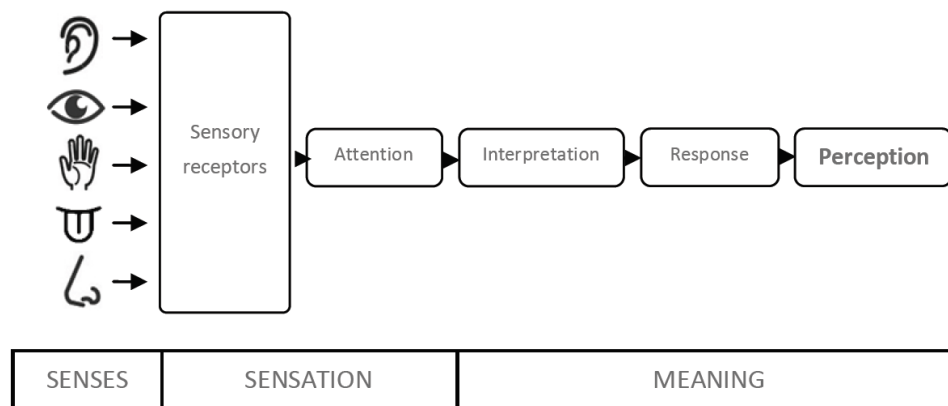 Sensory
receptors
Attention
Interpretation
Response
Perception
SENSES
SENSATION
MEANING